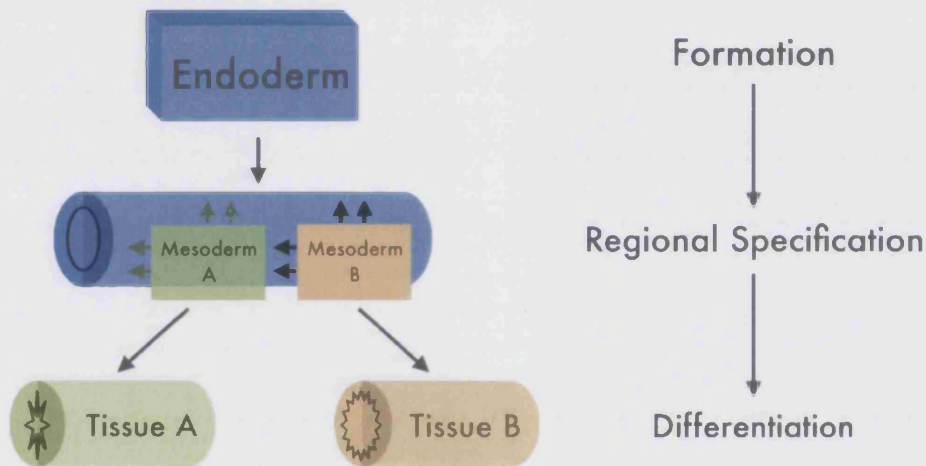 Endoderm
Formation
Mesoderm
A
Mesoderm
B
Regional Specification
Tissue A
Tissue B
Differentiation